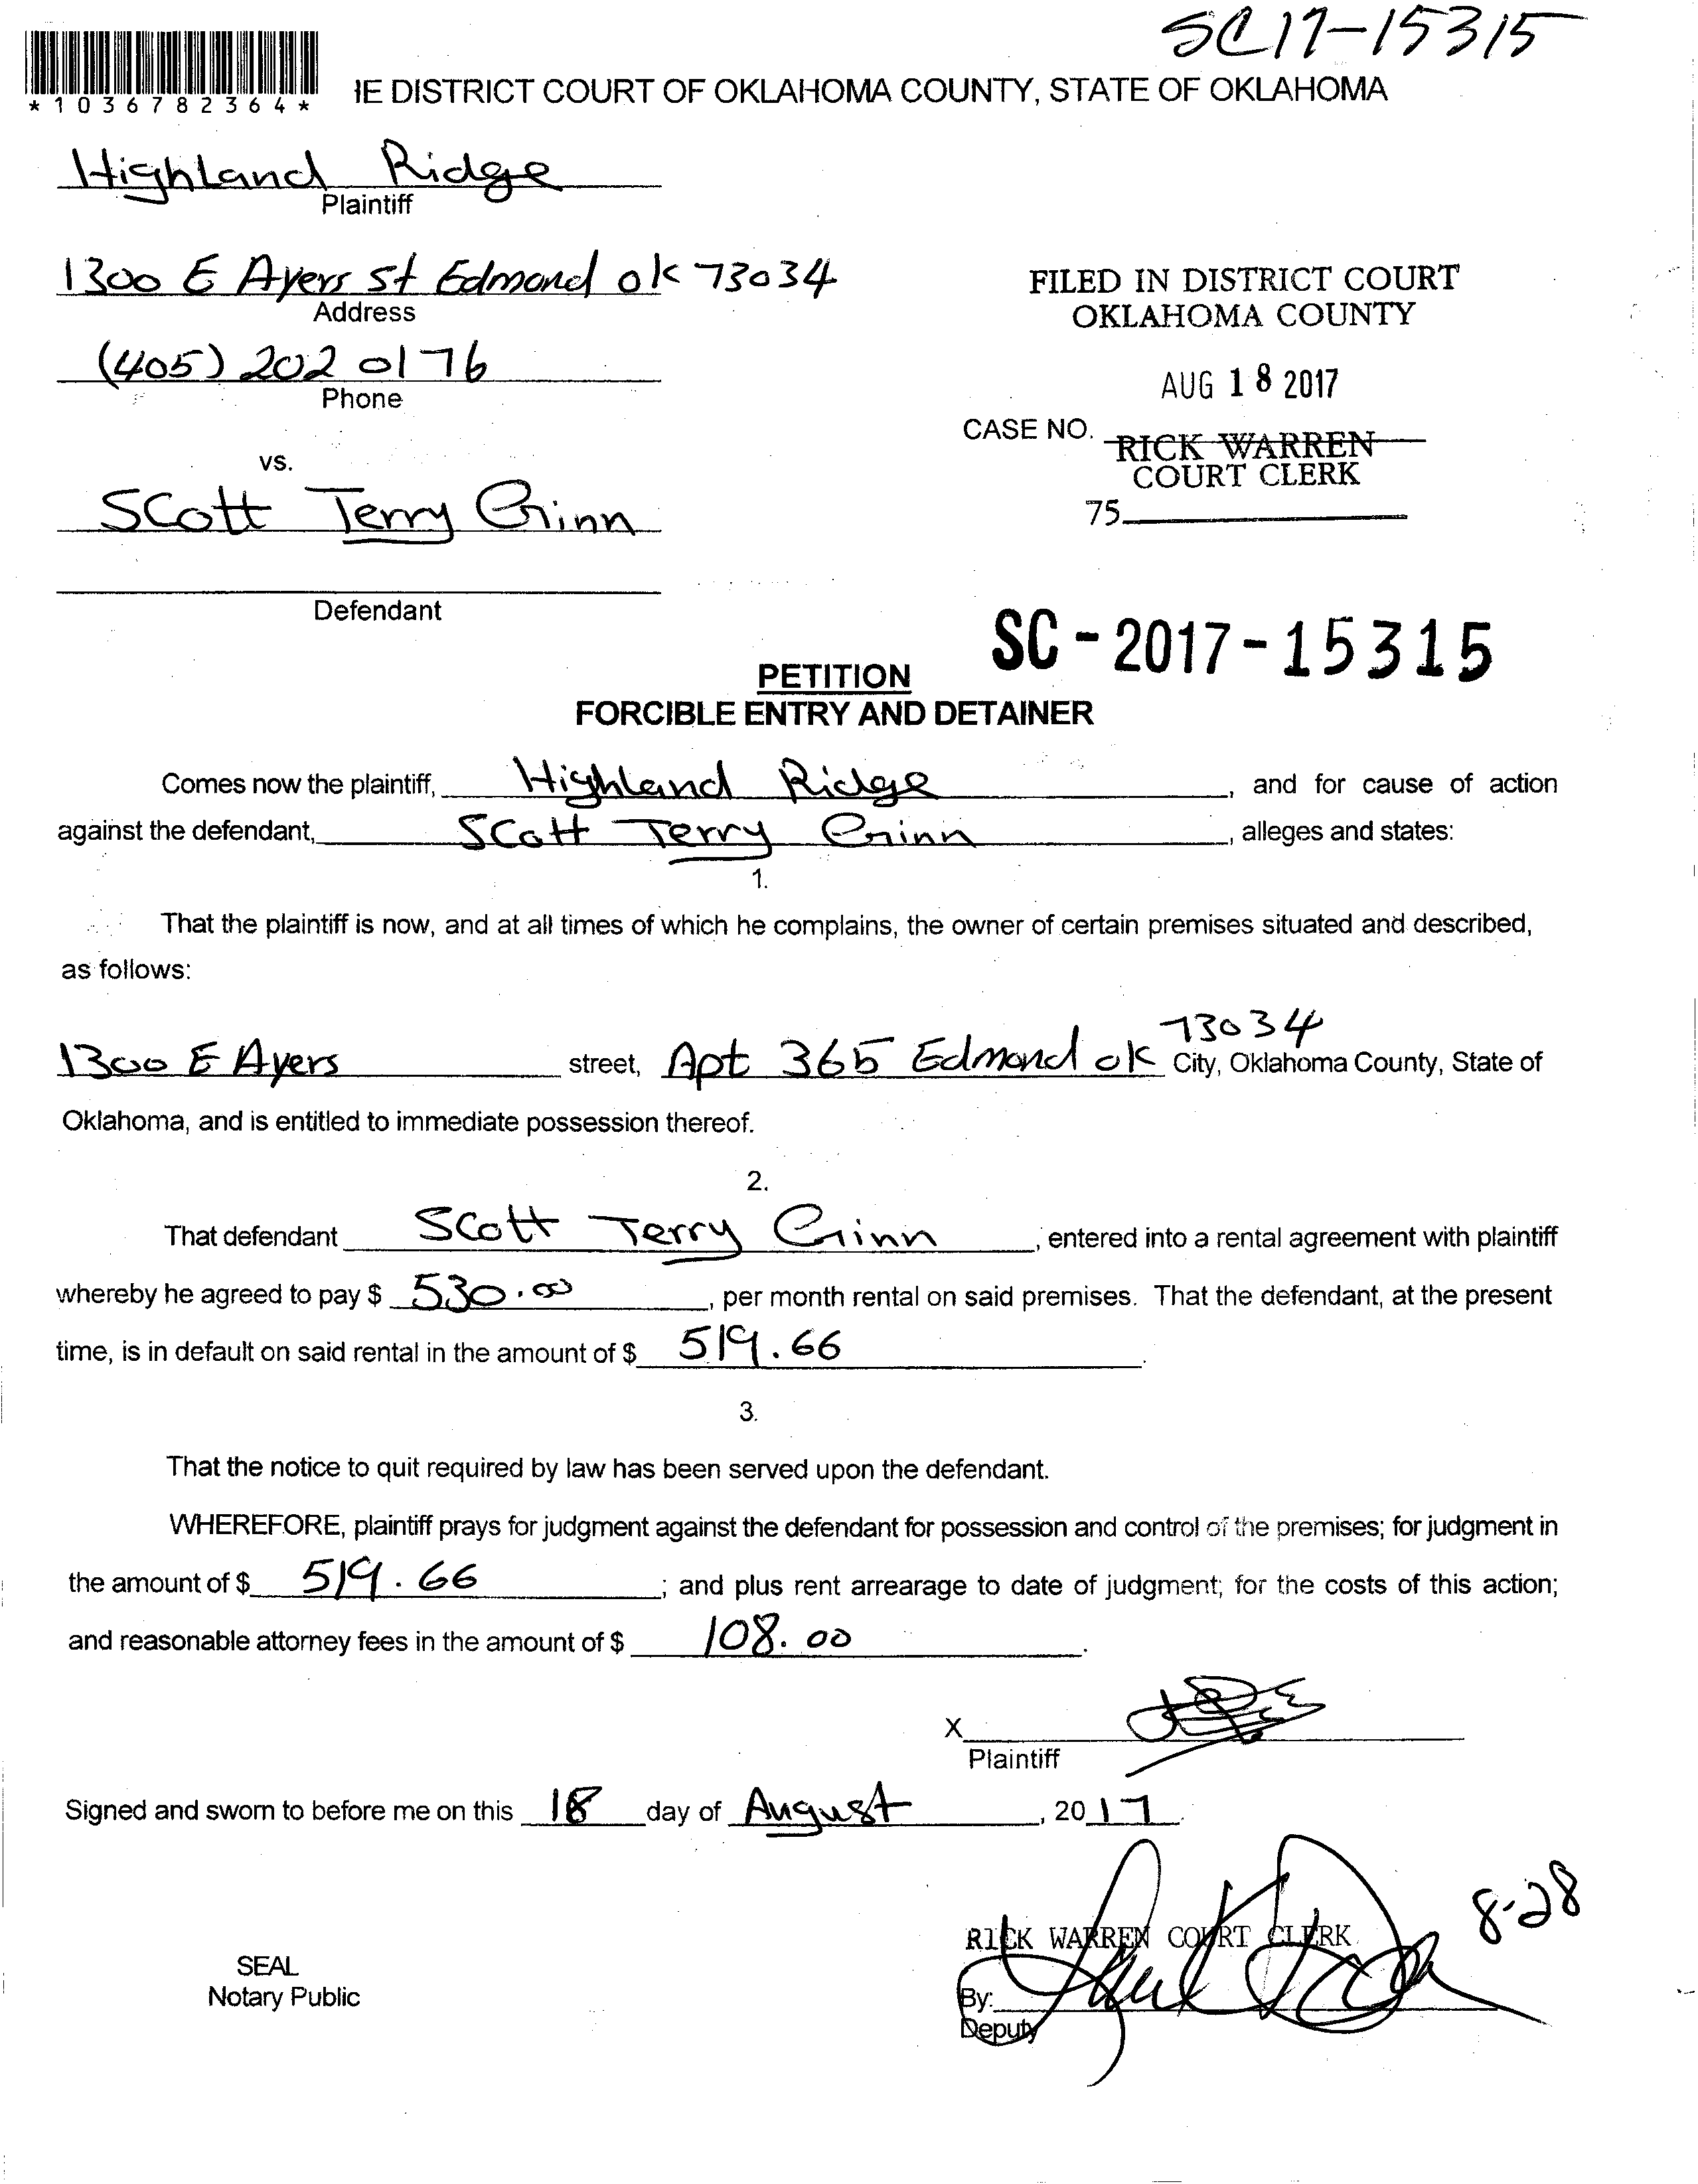 SC17-15315
*1036782364*
IE DISTRICT COURT OF OKLAHOMA COUNTY, STATE OF OKLAHOMA
Highland Ridge
Plaintiff
1300 E Ayers St Edmond ok 73034
Address
(405) 202 0176
Phone
FILED IN DISTRICT COURT
OKLAHOMA COUNTY
AUG 18 2017
CASE NO.
RICK WARREN
COURT CLERK
75
vs.
Scott Terry Ginn
Defendant
SC-2017-15315
PETITION
FORCIBLE ENTRY AND DETAINER
Comes now the plaintiff, Highland Ridge, and for cause of action
against the defendant, Scott Terry Ginn, alleges and states:
1.
That the plaintiff is now, and at all times of which he complains, the owner of certain premises situated and described,
as follows:
73034
1300 E Ayers street, Apt 365 Edmond ok City, Oklahoma County, State of
Oklahoma, and is entitled to immediate possession thereof.
2.
That defendant Scott Terry Ginn, entered into a rental agreement with plaintiff
whereby he agreed to pay $ 530.00, per month rental on said premises. That the defendant, at the present
time, is in default on said rental in the amount of $ 519.66.
3.
That the notice to quit required by law has been served upon the defendant.
WHEREFORE, plaintiff prays for judgment against the defendant for possession and control of the premises; for judgment in
the amount of $ 519.66; and plus rent arrearage to date of judgment; for the costs of this action;
and reasonable attorney fees in the amount of $ 108.00.
X
Plaintiff
Signed and sworn to before me on this 18 day of August, 2017.
8-28
RICK WARREN COURT CLERK
SEAL
Notary Public
By:
Deputy